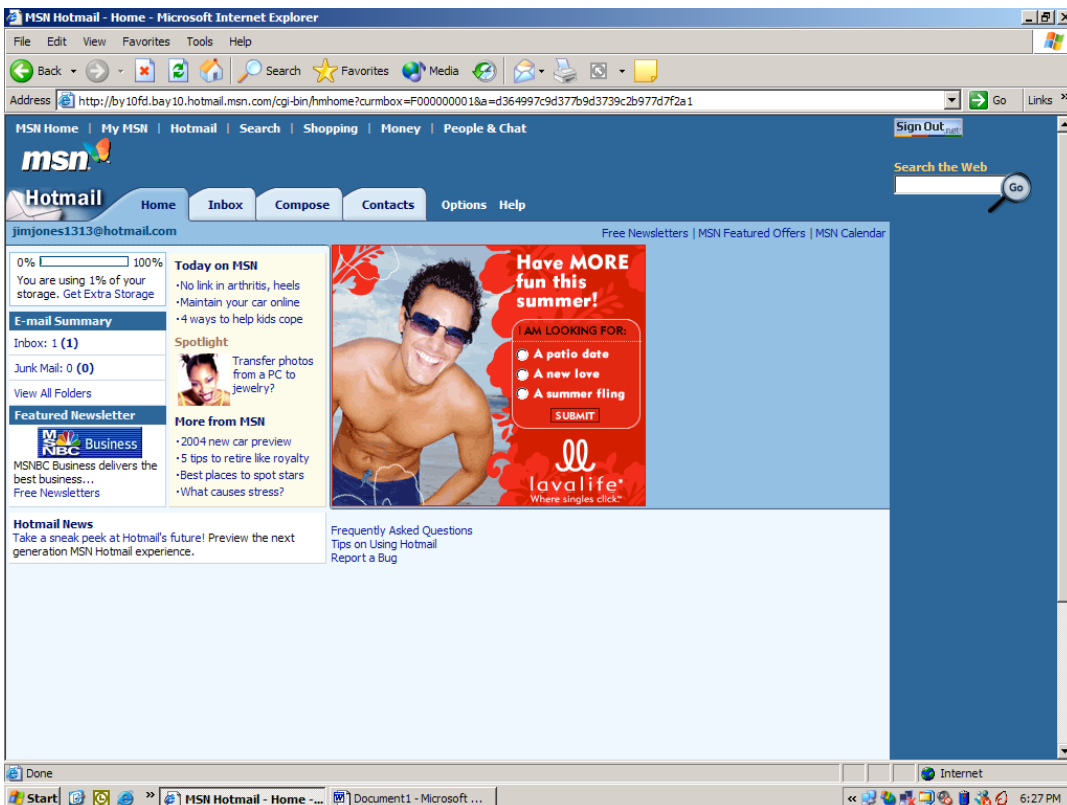 MSN Hotmail - Home - Microsoft Internet Explorer
File Edit View Favorites Tools Help
Back Search Favorites Media
Address http://by10fd.bay10.hotmail.msn.com/cgi-bin/hmhome?curmbox=F000000001&a=d364997c9d377b9d3739c2b977d7f2a1 Go Links »
MSN Home | My MSN | Hotmail | Search | Shopping | Money | People & Chat
Sign Out .net
msn
Search the Web
Go
Hotmail Home Inbox Compose Contacts Options Help
jimjones1313@hotmail.com
Free Newsletters | MSN Featured Offers | MSN Calendar
0% 100%
You are using 1% of your
storage. Get Extra Storage
E-mail Summary
Inbox: 1 (1)
Junk Mail: 0 (0)
View All Folders
Featured Newsletter
MSNBC Business
MSNBC Business delivers the
best business...
Free Newsletters
Today on MSN
·No link in arthritis, heels
·Maintain your car online
·4 ways to help kids cope
Spotlight
Transfer photos
from a PC to
jewelry?
More from MSN
·2004 new car preview
·5 tips to retire like royalty
·Best places to spot stars
·What causes stress?
Have MORE
fun this
summer!
I AM LOOKING FOR:
A patio date
A new love
A summer fling
SUBMIT
lavalife
Where singles click.
Hotmail News
Take a sneak peek at Hotmail's future! Preview the next
generation MSN Hotmail experience.
Frequently Asked Questions
Tips on Using Hotmail
Report a Bug
Done Internet
Start » MSN Hotmail - Home -... Document1 - Microsoft ... « 6:27 PM